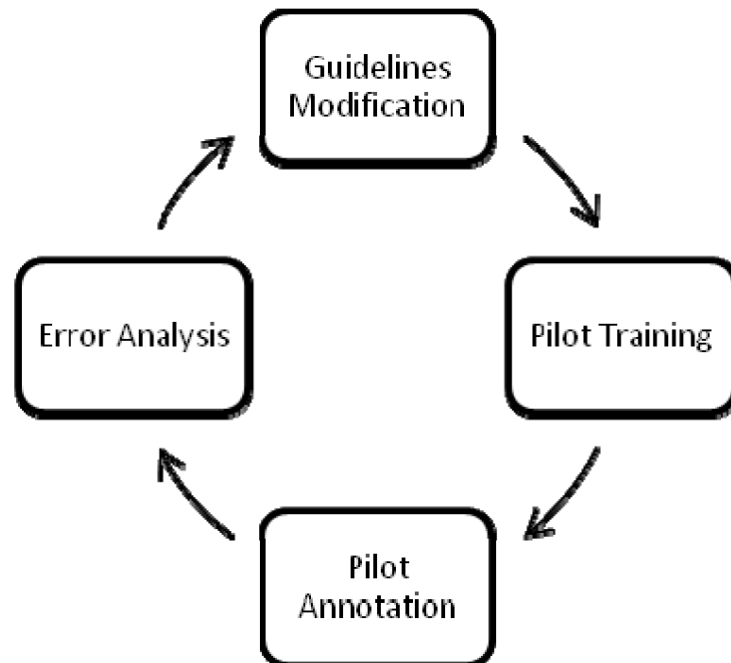 Guidelines
Modification
Error Analysis
Pilot Training
Pilot
Annotation